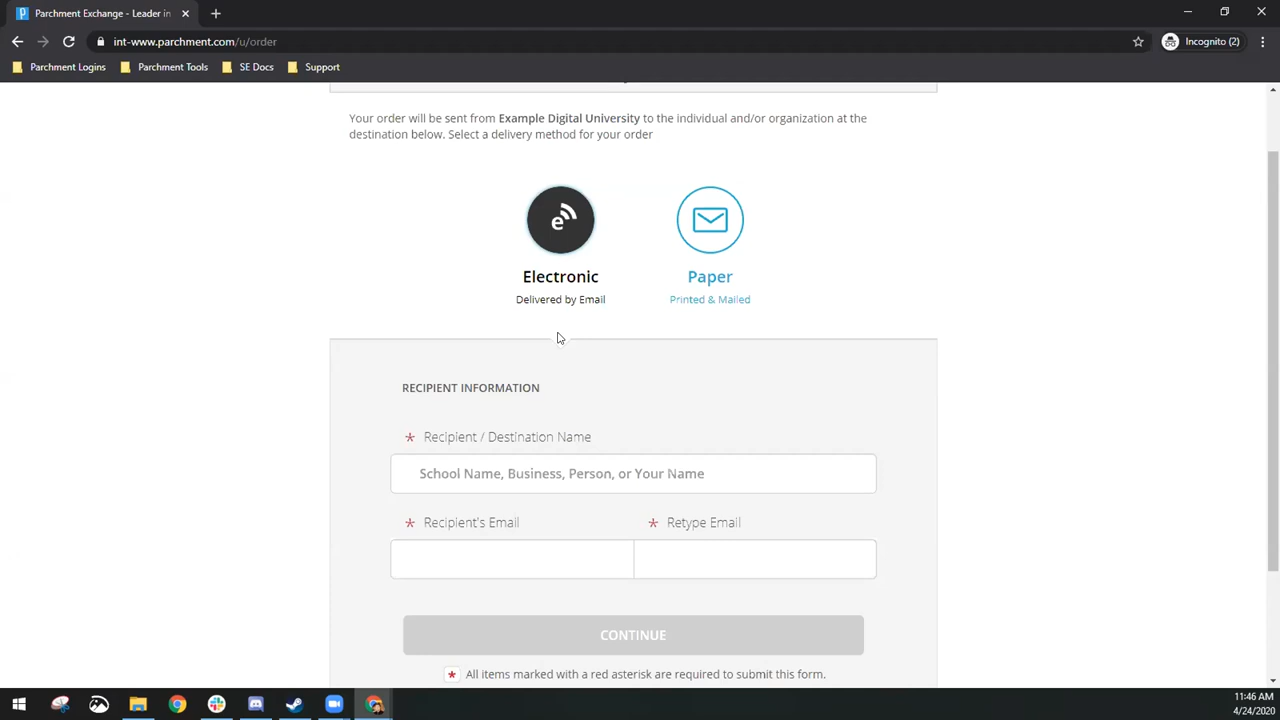 Parchment Exchange - Leader in
int-www.parchment.com/u/order
Incognito (2)
Parchment Logins
Parchment Tools
SE Docs
Support
Your order will be sent from Example Digital University to the individual and/or organization at the
destination below. Select a delivery method for your order
e
Electronic
Delivered by Email
Paper
Printed & Mailed
RECIPIENT INFORMATION
* Recipient / Destination Name
School Name, Business, Person, or Your Name
* Recipient's Email
* Retype Email
CONTINUE
* All items marked with a red asterisk are required to submit this form.
11:46 AM
4/24/2020